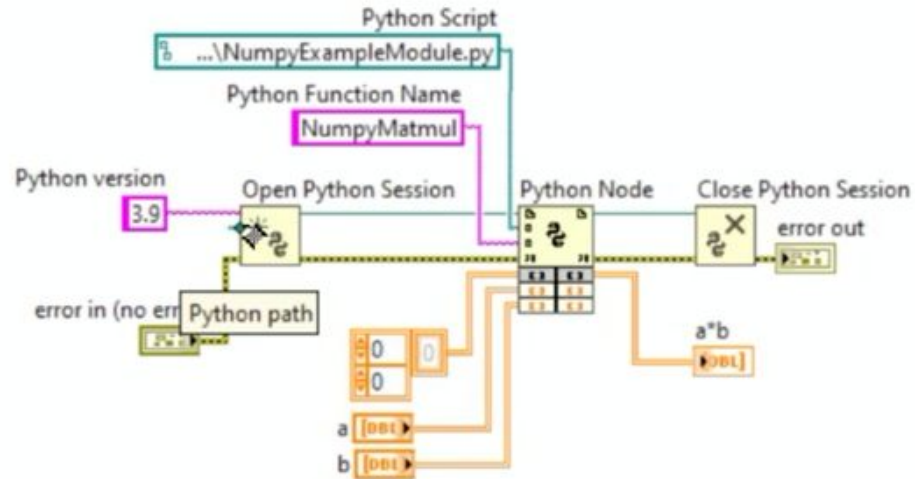 Python Script
...\NumpyExampleModule.py
Python Function Name
NumpyMatmul
Python version
3.9
Open Python Session
Python Node
Close Python Session
error out
error in (no err
Python path
0
0
0
a*b
DBL]
a
[DBL
b
[DBL